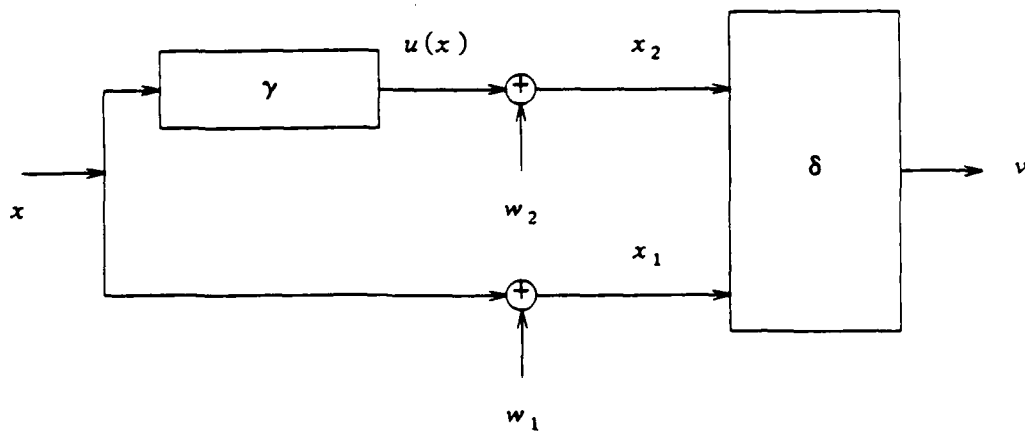 u(x)
x₂
γ
+
δ
x
w₂
v
x₁
+
w₁